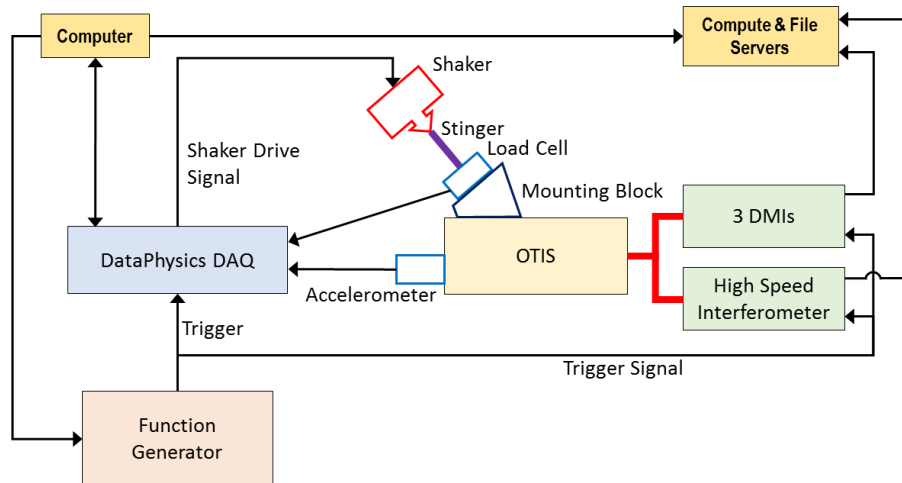 Computer
Compute & File
Servers
Shaker
Stinger
Load Cell
Mounting Block
Shaker Drive
Signal
DataPhysics DAQ
OTIS
3 DMIs
Accelerometer
High Speed
Interferometer
Trigger
Trigger Signal
Function
Generator